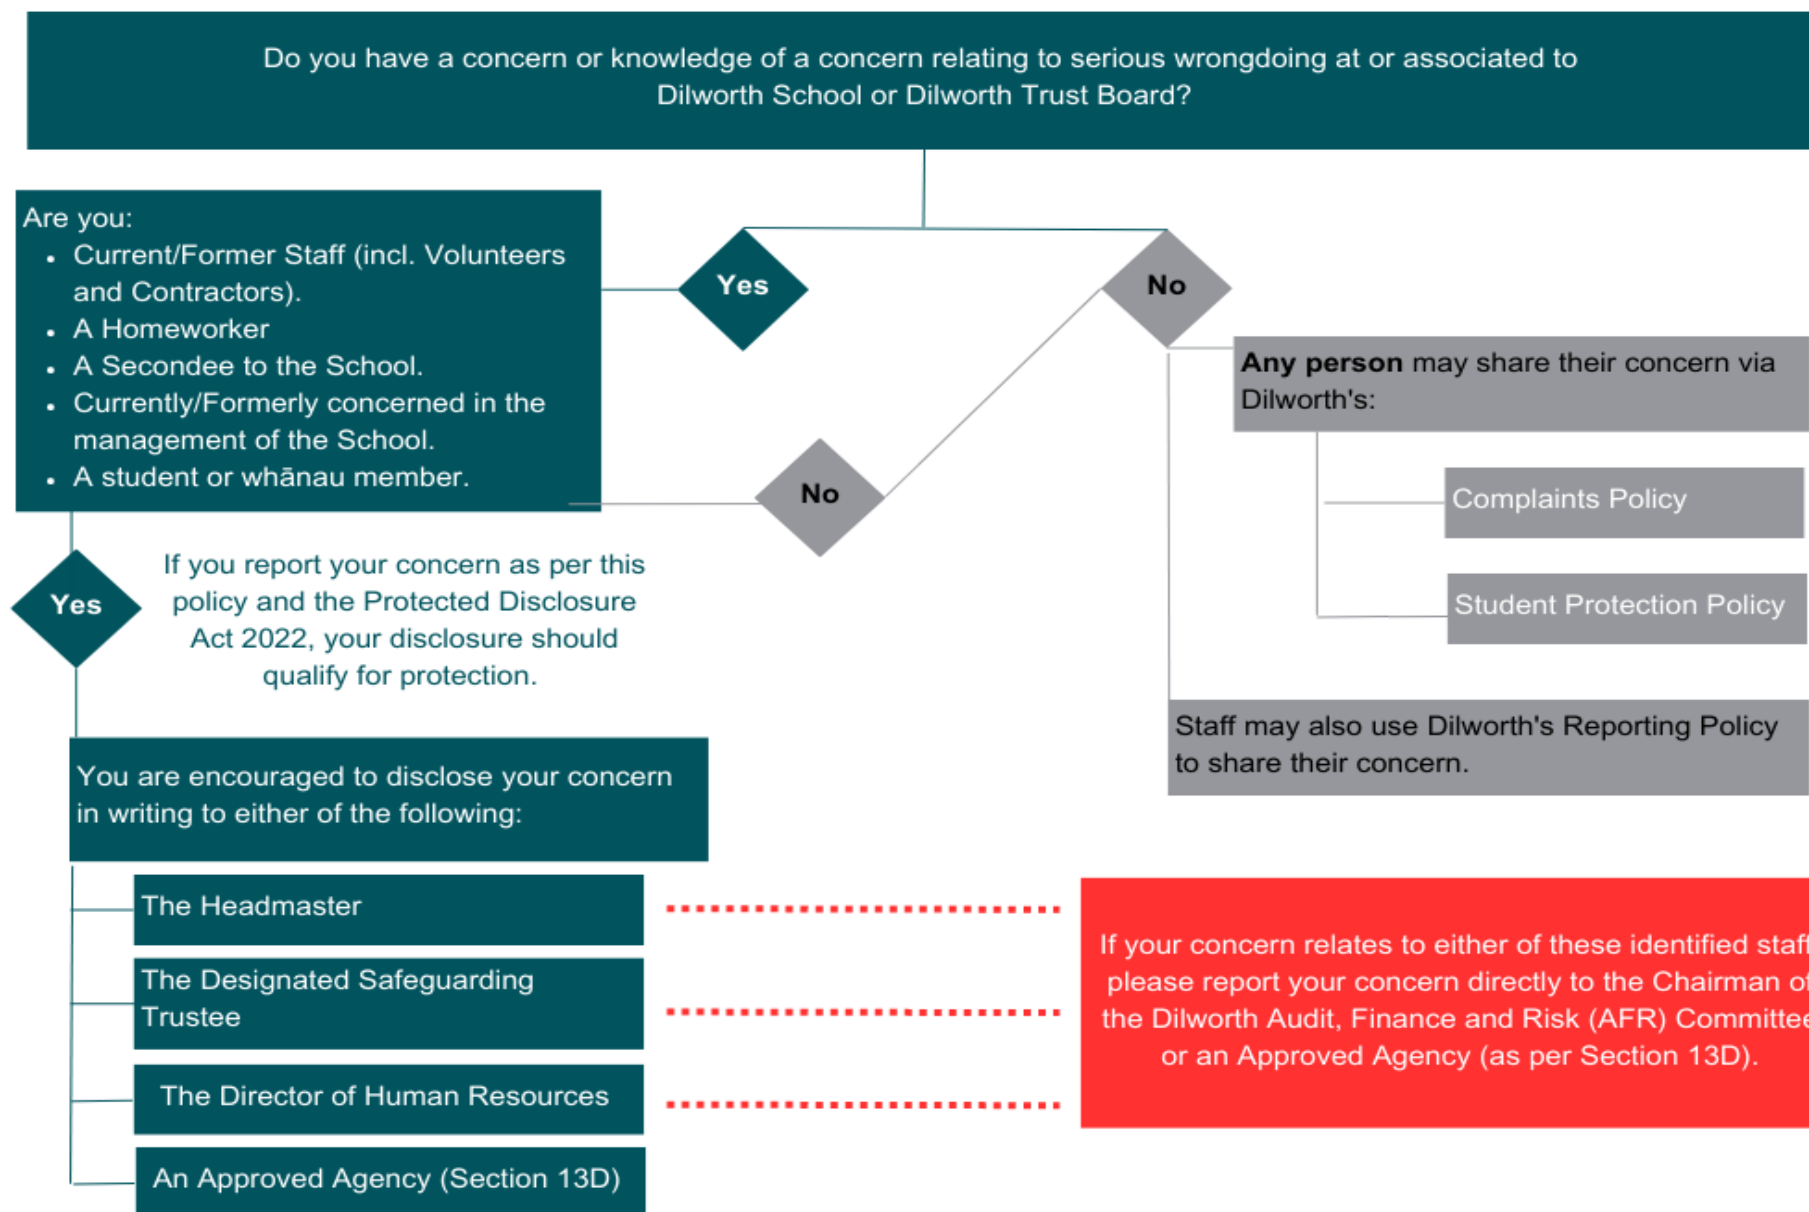 Do you have a concern or knowledge of a concern relating to serious wrongdoing at or associated to
Dilworth School or Dilworth Trust Board?
Are you:
• Current/Former Staff (incl. Volunteers
and Contractors).
• A Homeworker
• A Secondee to the School.
• Currently/Formerly concerned in the
management of the School.
• A student or whānau member.
Yes
No
Any person may share their concern via
Dilworth's:
No
Complaints Policy
Student Protection Policy
Yes
If you report your concern as per this
policy and the Protected Disclosure
Act 2022, your disclosure should
qualify for protection.
Staff may also use Dilworth's Reporting Policy
to share their concern.
You are encouraged to disclose your concern
in writing to either of the following:
The Headmaster
The Designated Safeguarding
Trustee
The Director of Human Resources
An Approved Agency (Section 13D)
If your concern relates to either of these identified staff
please report your concern directly to the Chairman of
the Dilworth Audit, Finance and Risk (AFR) Committee
or an Approved Agency (as per Section 13D).